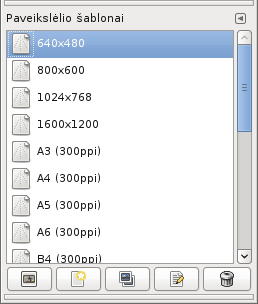 Paveikslėlio šablonai
640x480
800x600
1024x768
1600x1200
A3 (300ppi)
A4 (300ppi)
A5 (300ppi)
A6 (300ppi)
B4 (300ppi)